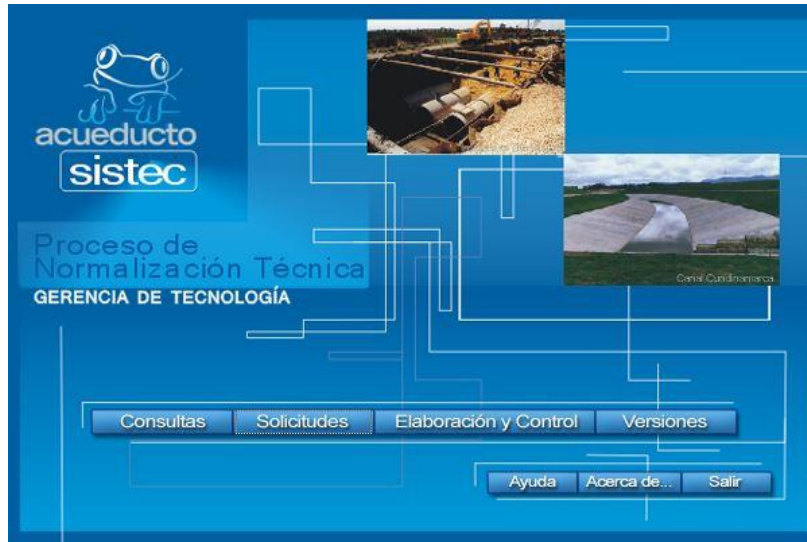 acueducto
sistec
Proceso de
Normalización Técnica
GERENCIA DE TECNOLOGÍA
Canal Cundinamarca
Consultas
Solicitudes
Elaboración y Control
Versiones
Ayuda
Acerca de...
Salir